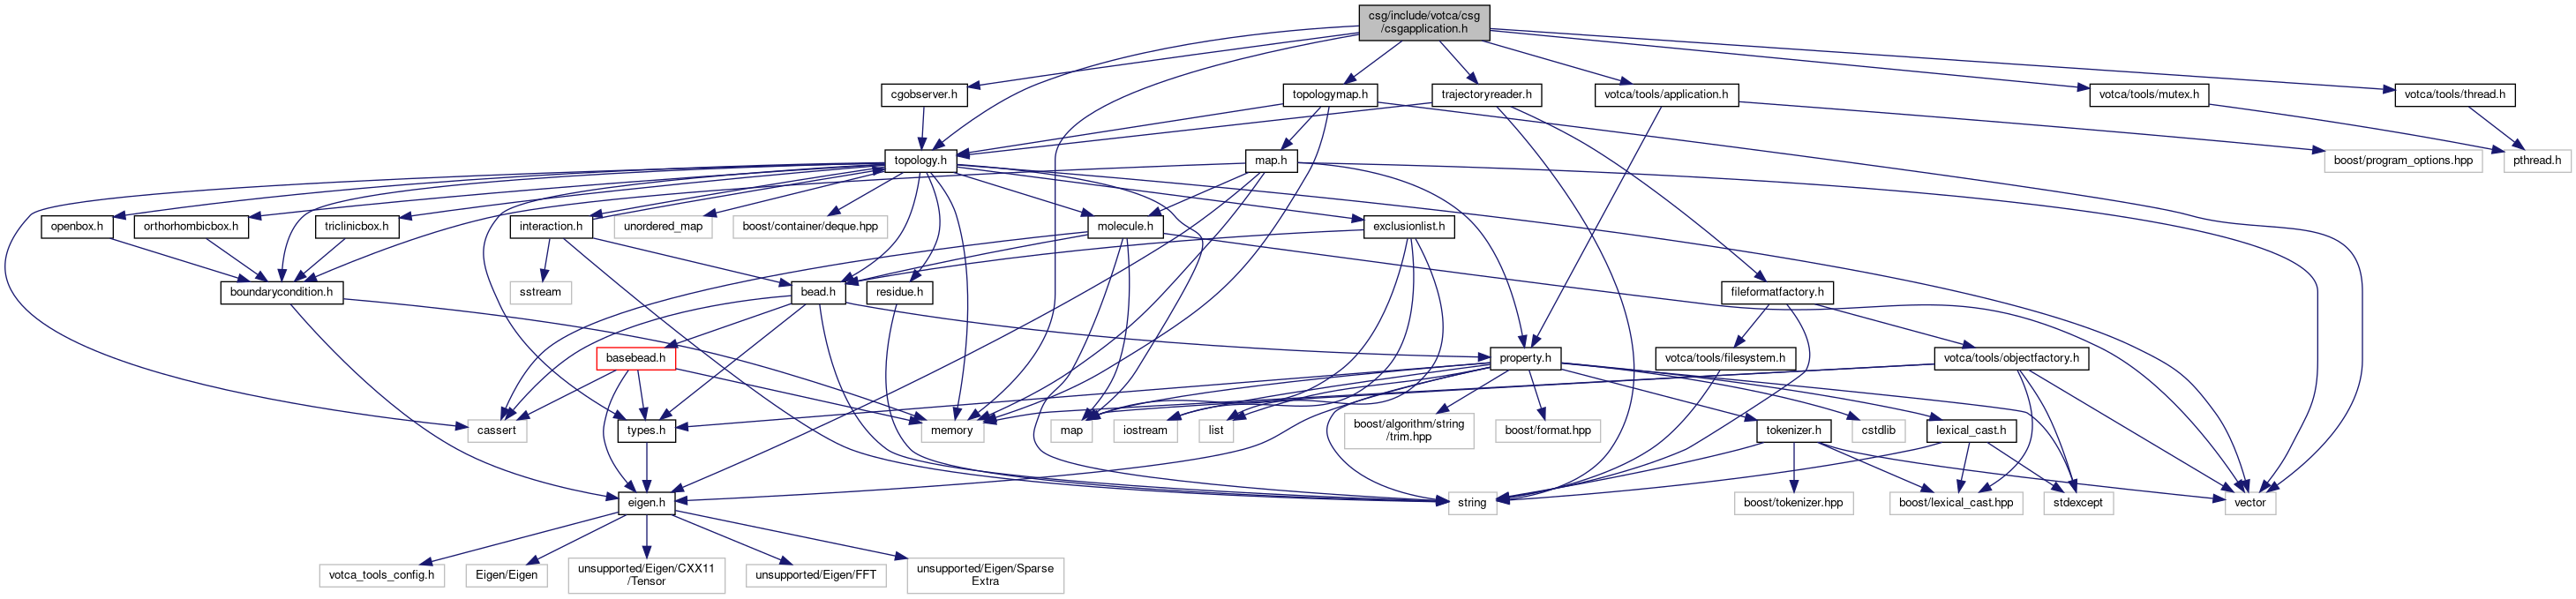 csg/include/votca/csg
/csgapplication.h
cgobserver.h
topologymap.h
trajectoryreader.h
votca/tools/application.h
votca/tools/mutex.h
votca/tools/thread.h
topology.h
map.h
boost/program_options.hpp
pthread.h
openbox.h
orthorhombicbox.h
triclinicbox.h
interaction.h
unordered_map
boost/container/deque.hpp
molecule.h
exclusionlist.h
sstream
boundarycondition.h
bead.h
residue.h
fileformatfactory.h
basebead.h
property.h
votca/tools/filesystem.h
votca/tools/objectfactory.h
cassert
types.h
memory
map
iostream
list
boost/algorithm/string
/trim.hpp
boost/format.hpp
tokenizer.h
cstdlib
lexical_cast.h
eigen.h
string
boost/tokenizer.hpp
boost/lexical_cast.hpp
stdexcept
vector
votca_tools_config.h
Eigen/Eigen
unsupported/Eigen/CXX11
/Tensor
unsupported/Eigen/FFT
unsupported/Eigen/Sparse
Extra